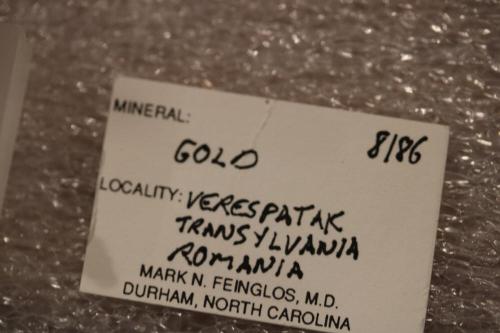 MINERAL:
8/86
GOLD
LOCALITY: VERESPATAK
TRANSYLVANIA
ROMANIA
MARK N. FEINGLOS, M.D.
DURHAM, NORTH CAROLINA